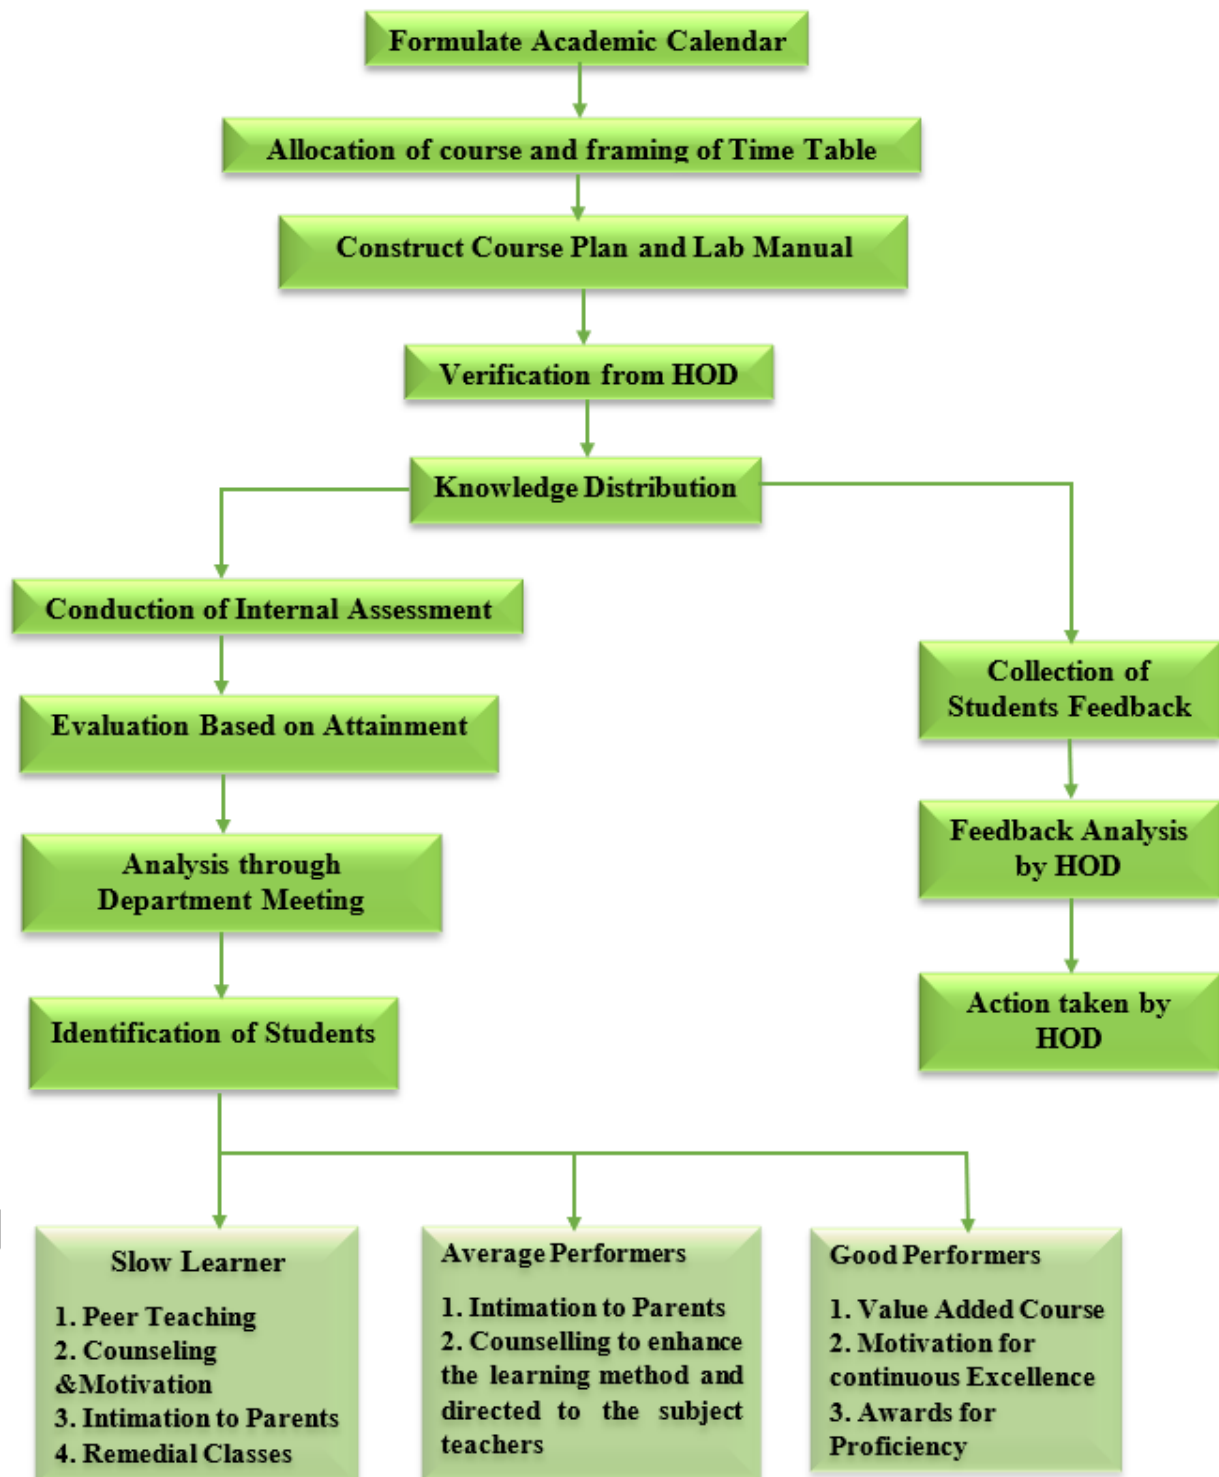 Formulate Academic Calendar
Allocation of course and framing of Time Table
Construct Course Plan and Lab Manual
Verification from HOD
Knowledge Distribution
Conduction of Internal Assessment
Evaluation Based on Attainment
Analysis through
Department Meeting
Identification of Students
Collection of
Students Feedback
Feedback Analysis
by HOD
Action taken by
HOD
Slow Learner
1. Peer Teaching
2. Counseling
&Motivation
3. Intimation to Parents
4. Remedial Classes
Average Performers
1. Intimation to Parents
2. Counselling to enhance
the learning method and
directed to the subject
teachers
Good Performers
1. Value Added Course
2. Motivation for
continuous Excellence
3. Awards for
Proficiency